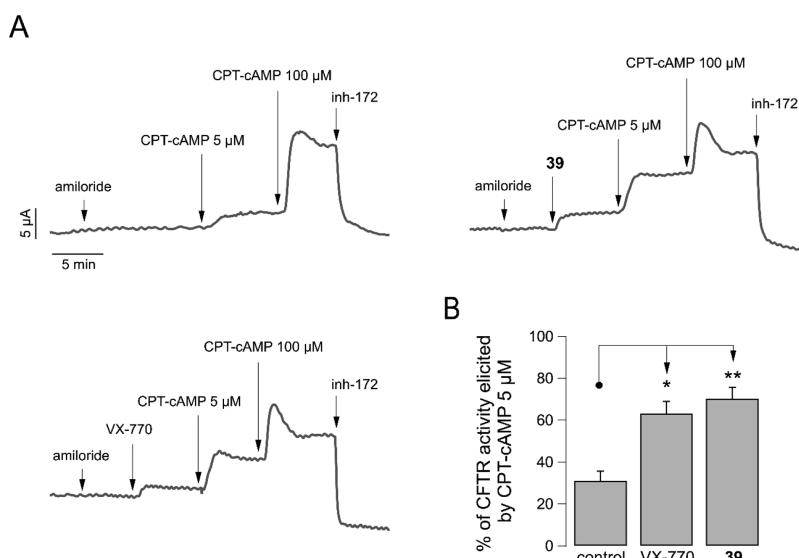 A
CPT-cAMP 100 µM
inh-172
CPT-cAMP 5 µM
amiloride
5 µA
5 min
CPT-cAMP 100 µM
inh-172
CPT-cAMP 5 µM
39
amiloride
CPT-cAMP 100 µM
inh-172
CPT-cAMP 5 µM
VX-770
amiloride
B
% of CFTR activity elicited
by CPT-cAMP 5 µM
100
80
60
40
20
0
*
**
control VX-770 39